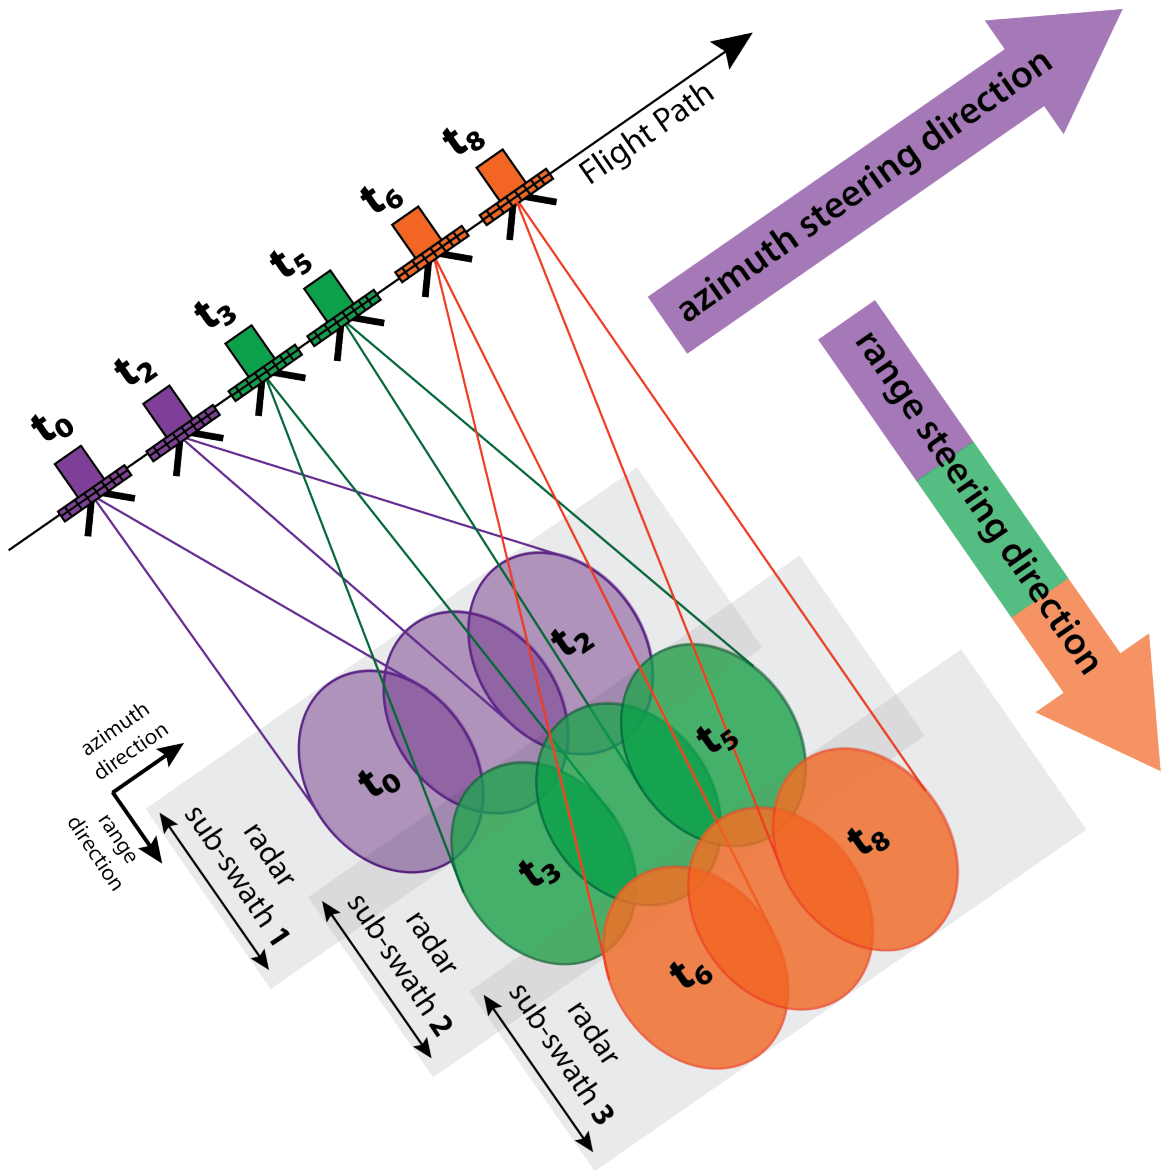 t8
Flight Path
azimuth steering direction
t6
t5
t3
t2
t0
range steering direction
t2
t5
t0
t8
t3
t6
azimuth
direction
range
direction
radar
sub-swath 1
radar
sub-swath 2
radar
sub-swath 3